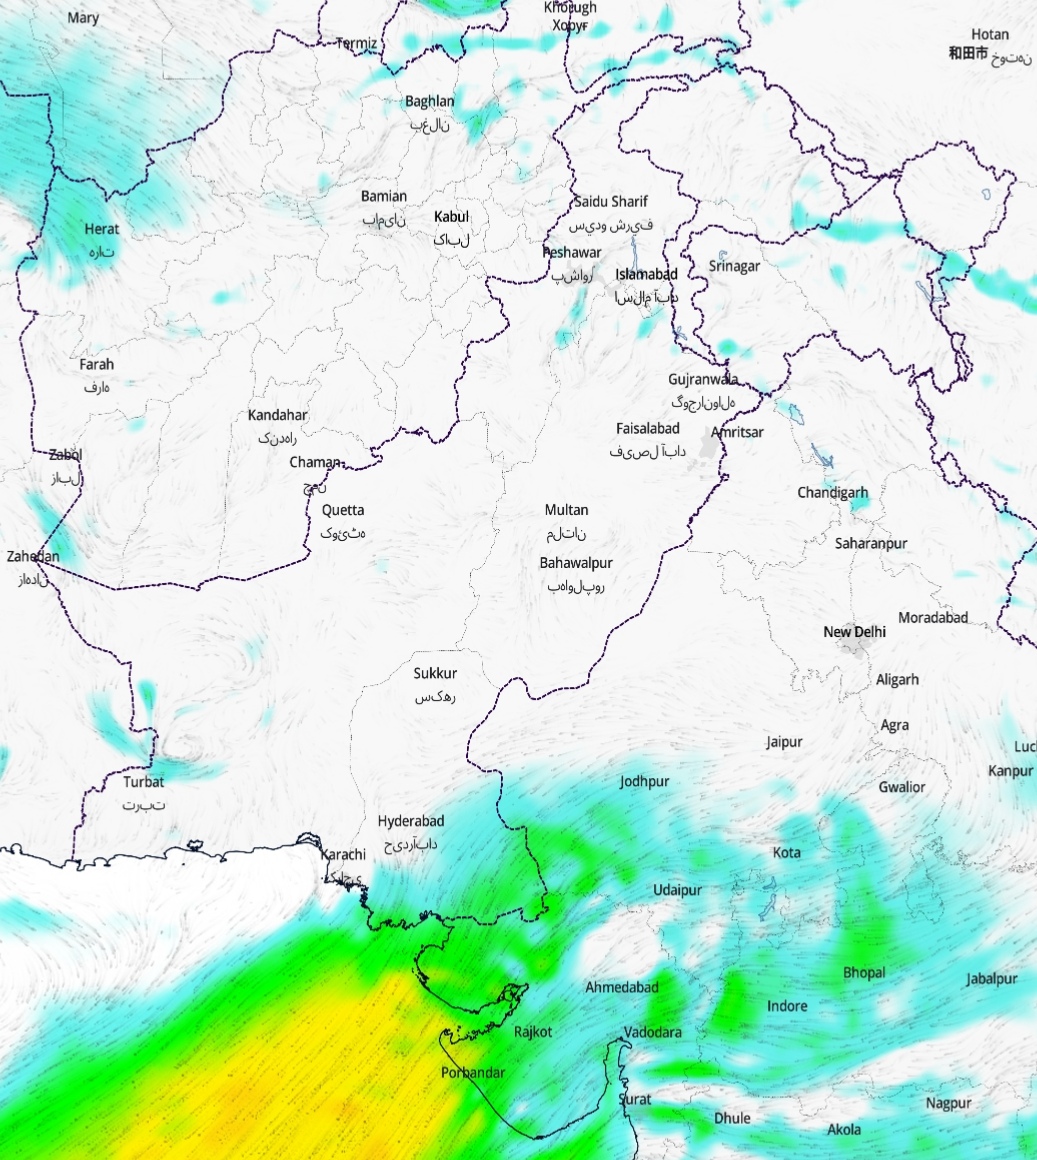 Mary
Khorugh
Хоруғ
Termiz
Hotan
和田市 خوتەن
Baghlan
بغلان
Bamian
بامیان
Kabul
کابل
Saidu Sharif
سیدو شریف
Herat
هرات
Peshawar
پشاور
Islamabad
اسلام آباد
Srinagar
Farah
فراه
Gujranwala
گوجرانوالہ
Kandahar
کندهار
Faisalabad
فیصل آباد
Amritsar
Zabol
زابل
Chaman
چمن
Chandigarh
Quetta
کوئٹہ
Multan
ملتان
Saharanpur
Zahedan
زاهدان
Bahawalpur
بہاولپور
Moradabad
New Delhi
Sukkur
سکھر
Aligarh
Agra
Jaipur
Luc
Kanpur
Turbat
تربت
Jodhpur
Gwalior
Hyderabad
حیدرآباد
Karachi
کراچی
Kota
Udaipur
Bhopal
Jabalpur
Ahmedabad
Indore
Rajkot
Vadodara
Porbandar
Surat
Dhule
Nagpur
Akola